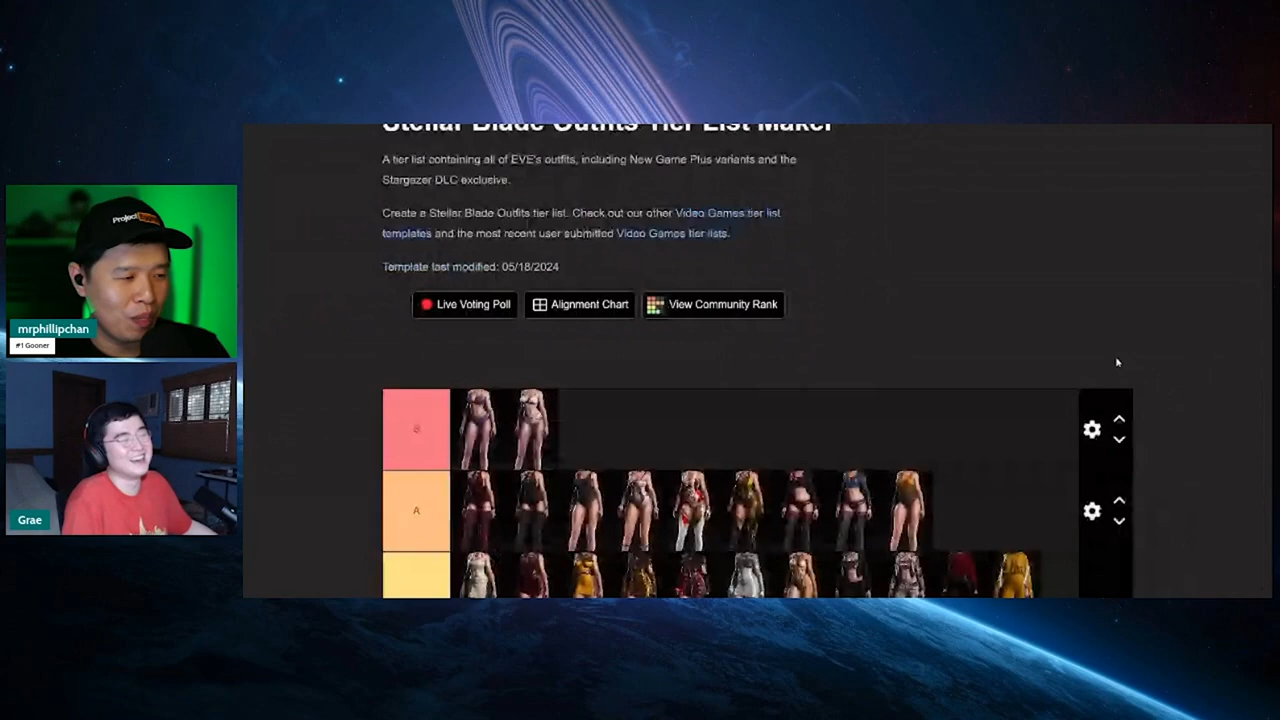 Stellar Blade Outfits Tier List Maker
A tier list containing all of EVE's outfits, including New Game Plus variants and the
Stargazer DLC exclusive.
Create a Stellar Blade Outfits tier list. Check out our other Video Games tier list
templates and the most recent user submitted Video Games tier lists.
Template last modified: 05/18/2024
Live Voting Poll
Alignment Chart
View Community Rank
S
A
Project
mrphillipchan
#1 Gooner
Grae